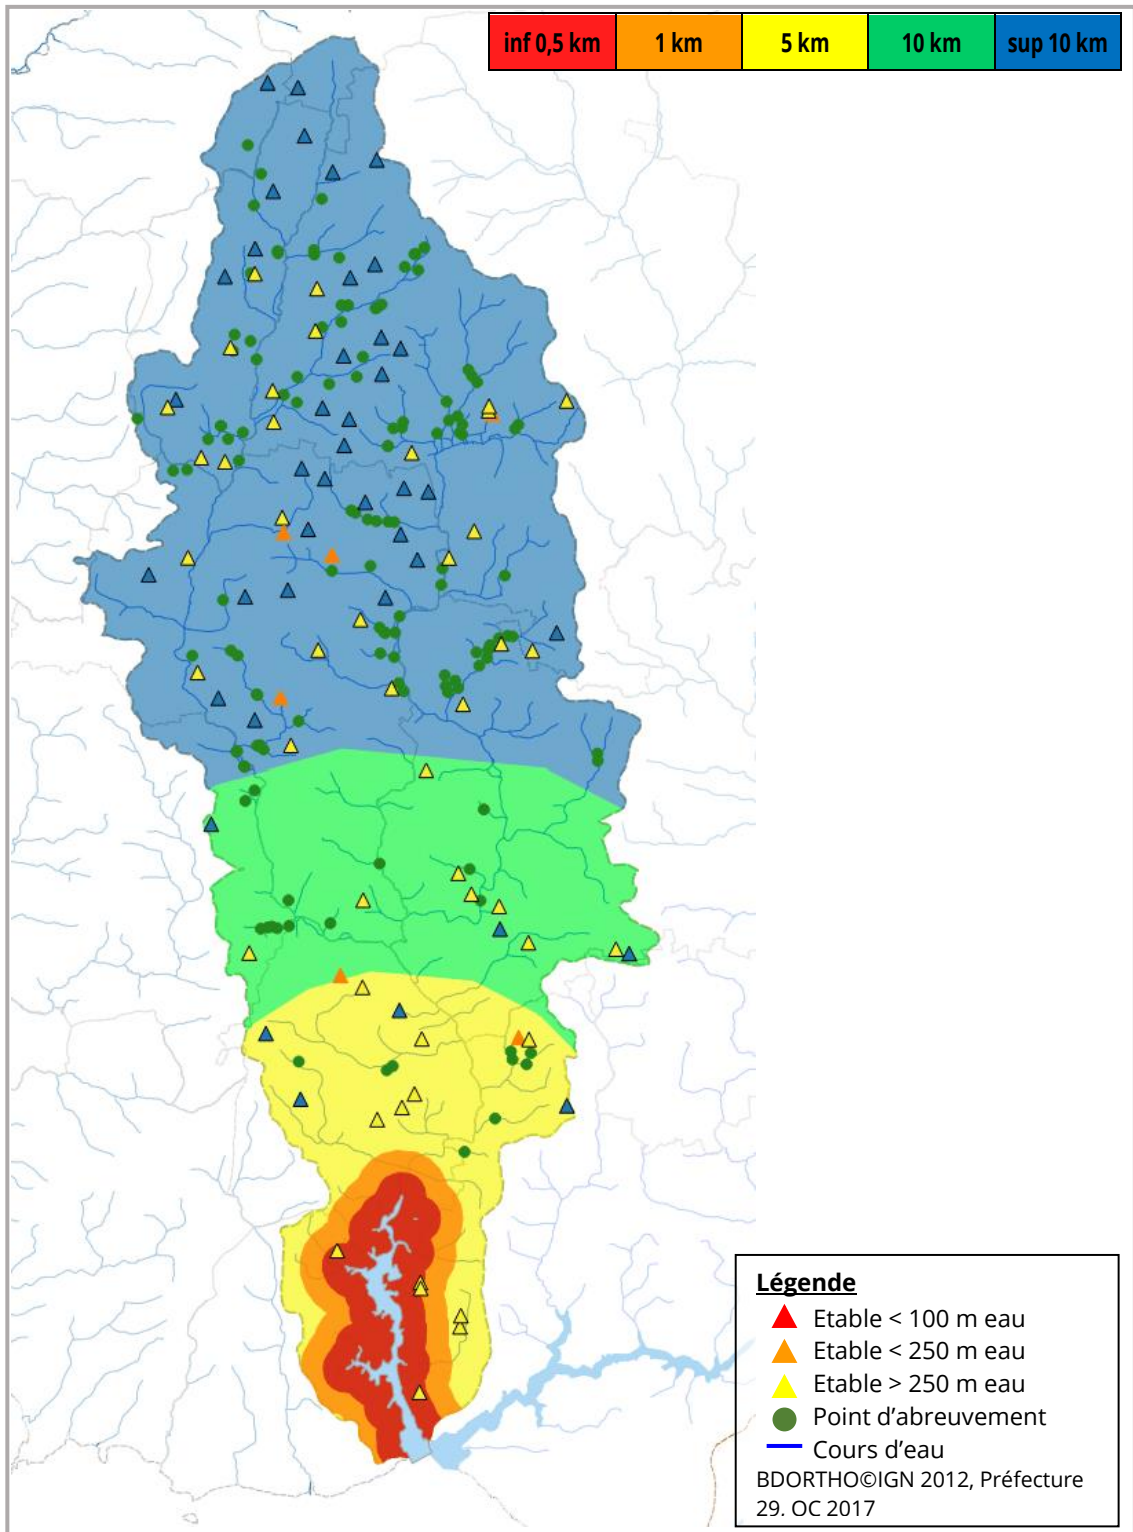 inf 0,5 km 1 km 5 km 10 km sup 10 km
Légende
Etable < 100 m eau
Etable < 250 m eau
Etable > 250 m eau
Point d'abreuvement
Cours d'eau
BDORTHO©IGN 2012, Préfecture
29. OC 2017